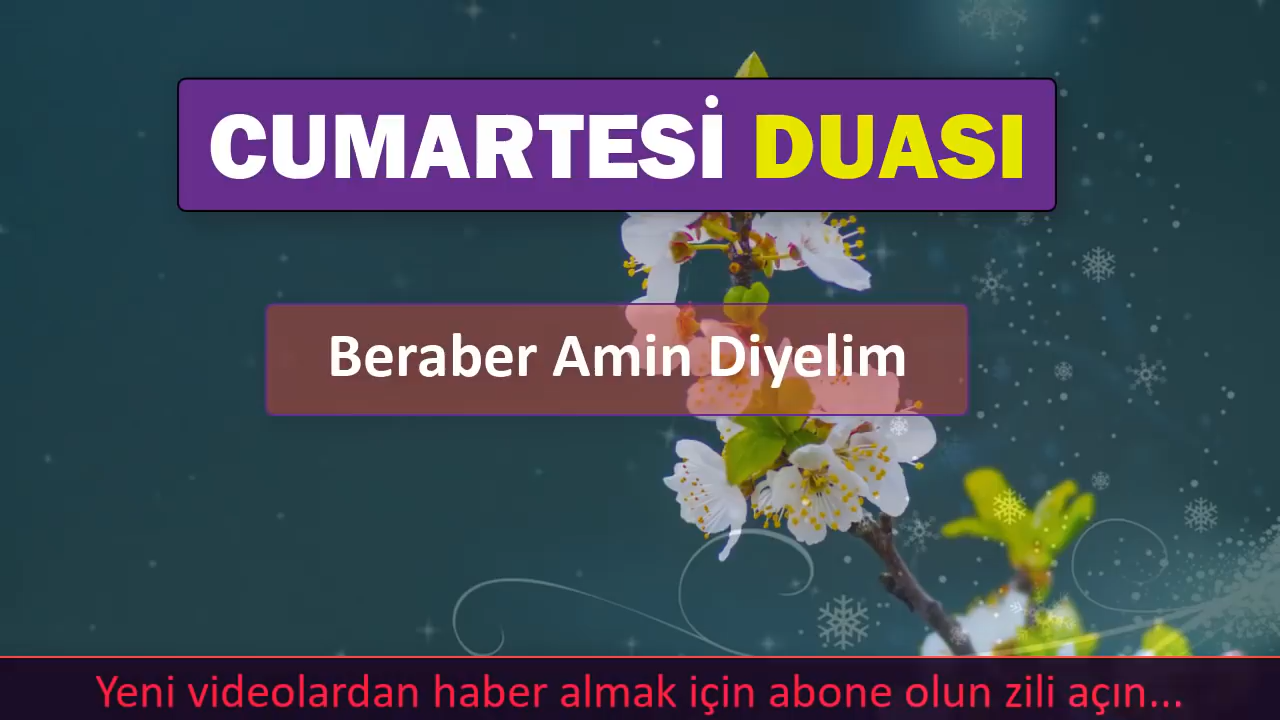 CUMARTESİ DUASI
Beraber Amin Diyelim
Yeni videolardan haber almak için abone olun zili açın...